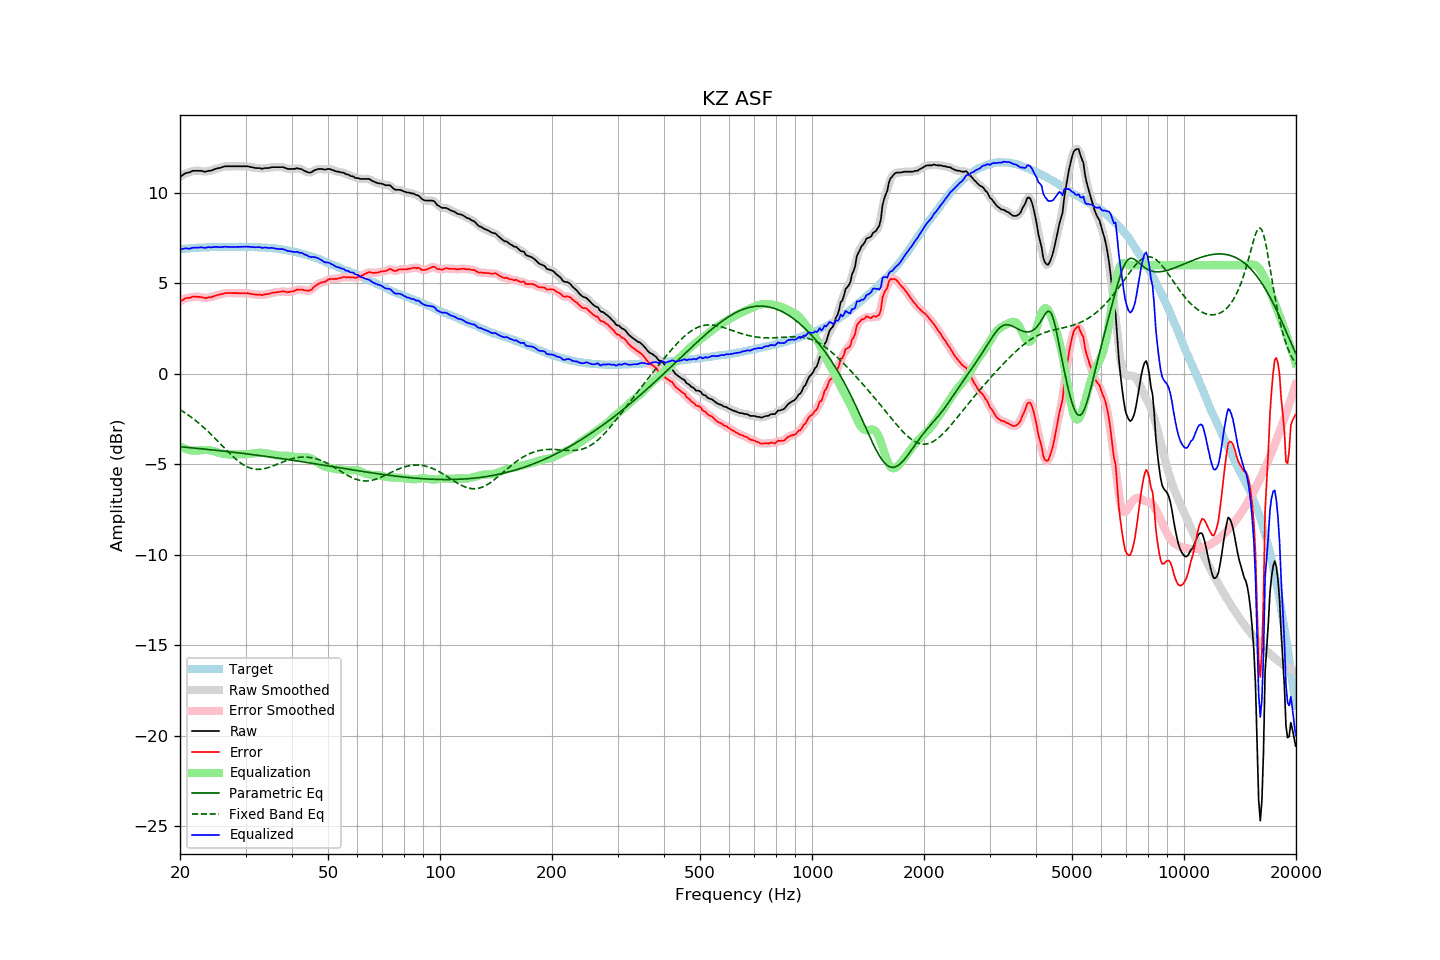 KZ ASF
Amplitude (dBr)
10
5
0
−5
−10
−15
−20
−25
Target
Raw Smoothed
Error Smoothed
Raw
Error
Equalization
Parametric Eq
Fixed Band Eq
Equalized
20 50 100 200 500 1000 2000 5000 10000 20000
Frequency (Hz)